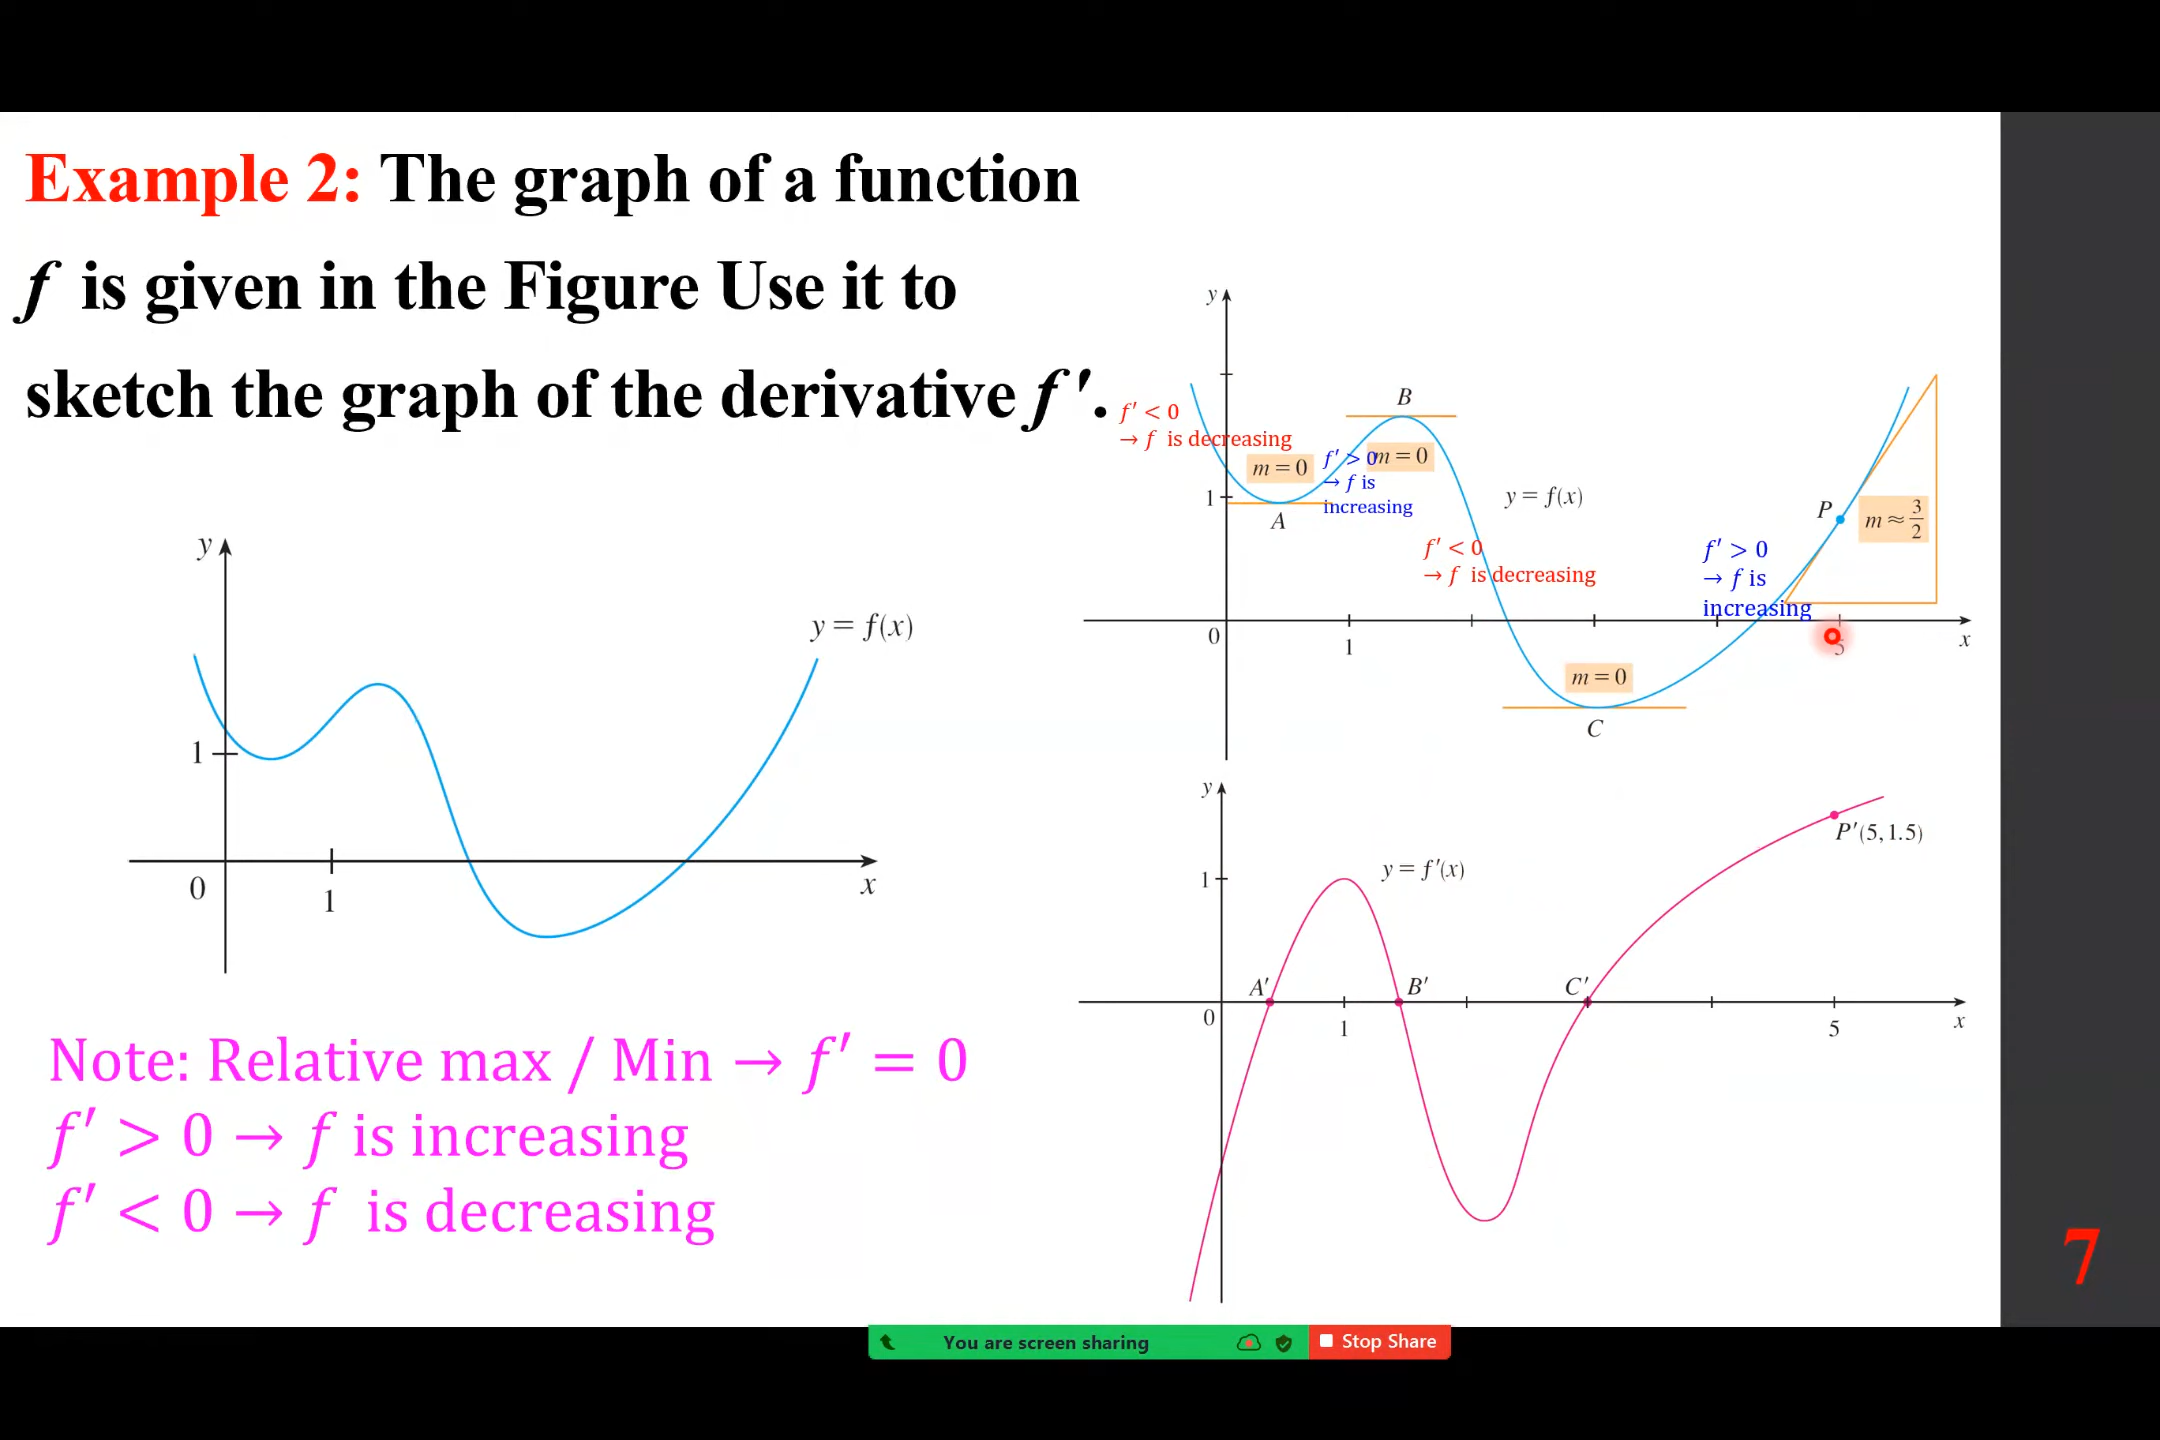 Example 2: The graph of a function
f is given in the Figure Use it to
sketch the graph of the derivative f′.
y
y = f(x)
1
0
1
x
Note: Relative max / Min → f′ = 0
f′ > 0 → f is increasing
f′ < 0 → f is decreasing
y
B
f′ < 0
→ f is decreasing
m = 0
f′ > 0
→ f is
increasing
m = 0
1
A
y = f(x)
P
m ≈ 3/2
f′ < 0
→ f is decreasing
f′ > 0
→ f is
increasing
0
1
5
x
m = 0
C
y
P′(5, 1.5)
y = f′(x)
1
A′
B′
C′
0
1
5
x
7
You are screen sharing
Stop Share